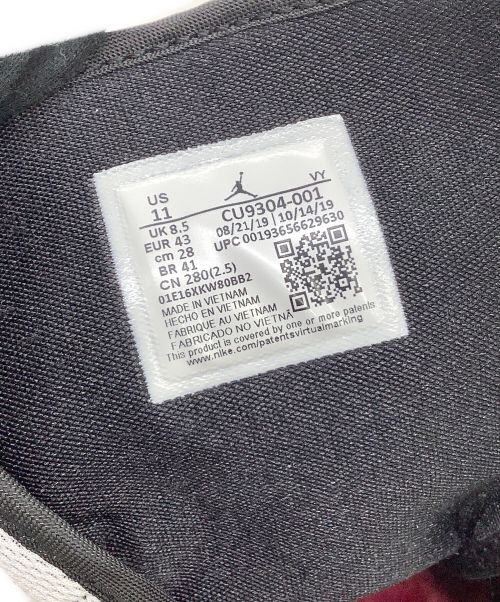 US
11
UK 8.5
EUR 43
cm 28
BR 41
CN 280(2.5)
01E16XKW80BB2
VY
CU9304-001
08/21/19 10/14/19
UPC 00193656629630
MADE IN VIETNAM
HECHO EN VIETNAM
FABRIQUE AU VIETNAM
FABRICADO NO VIETNÃ
This product is covered by one or more patents
www.nike.com/patentsvirtualmarking